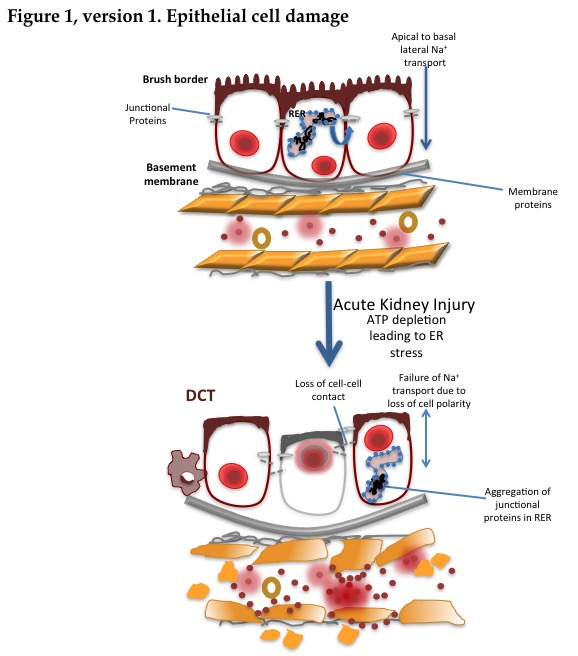 Figure 1, version 1. Epithelial cell damage
Apical to basal
lateral Na⁺
transport
Brush border
Junctional
Proteins
RER
Basement
membrane
Membrane
proteins
Acute Kidney Injury
ATP depletion
leading to ER
stress
Loss of cell-cell
contact
Failure of Na⁺
transport due to
loss of cell polarity
DCT
Aggregation of
junctional
proteins in RER